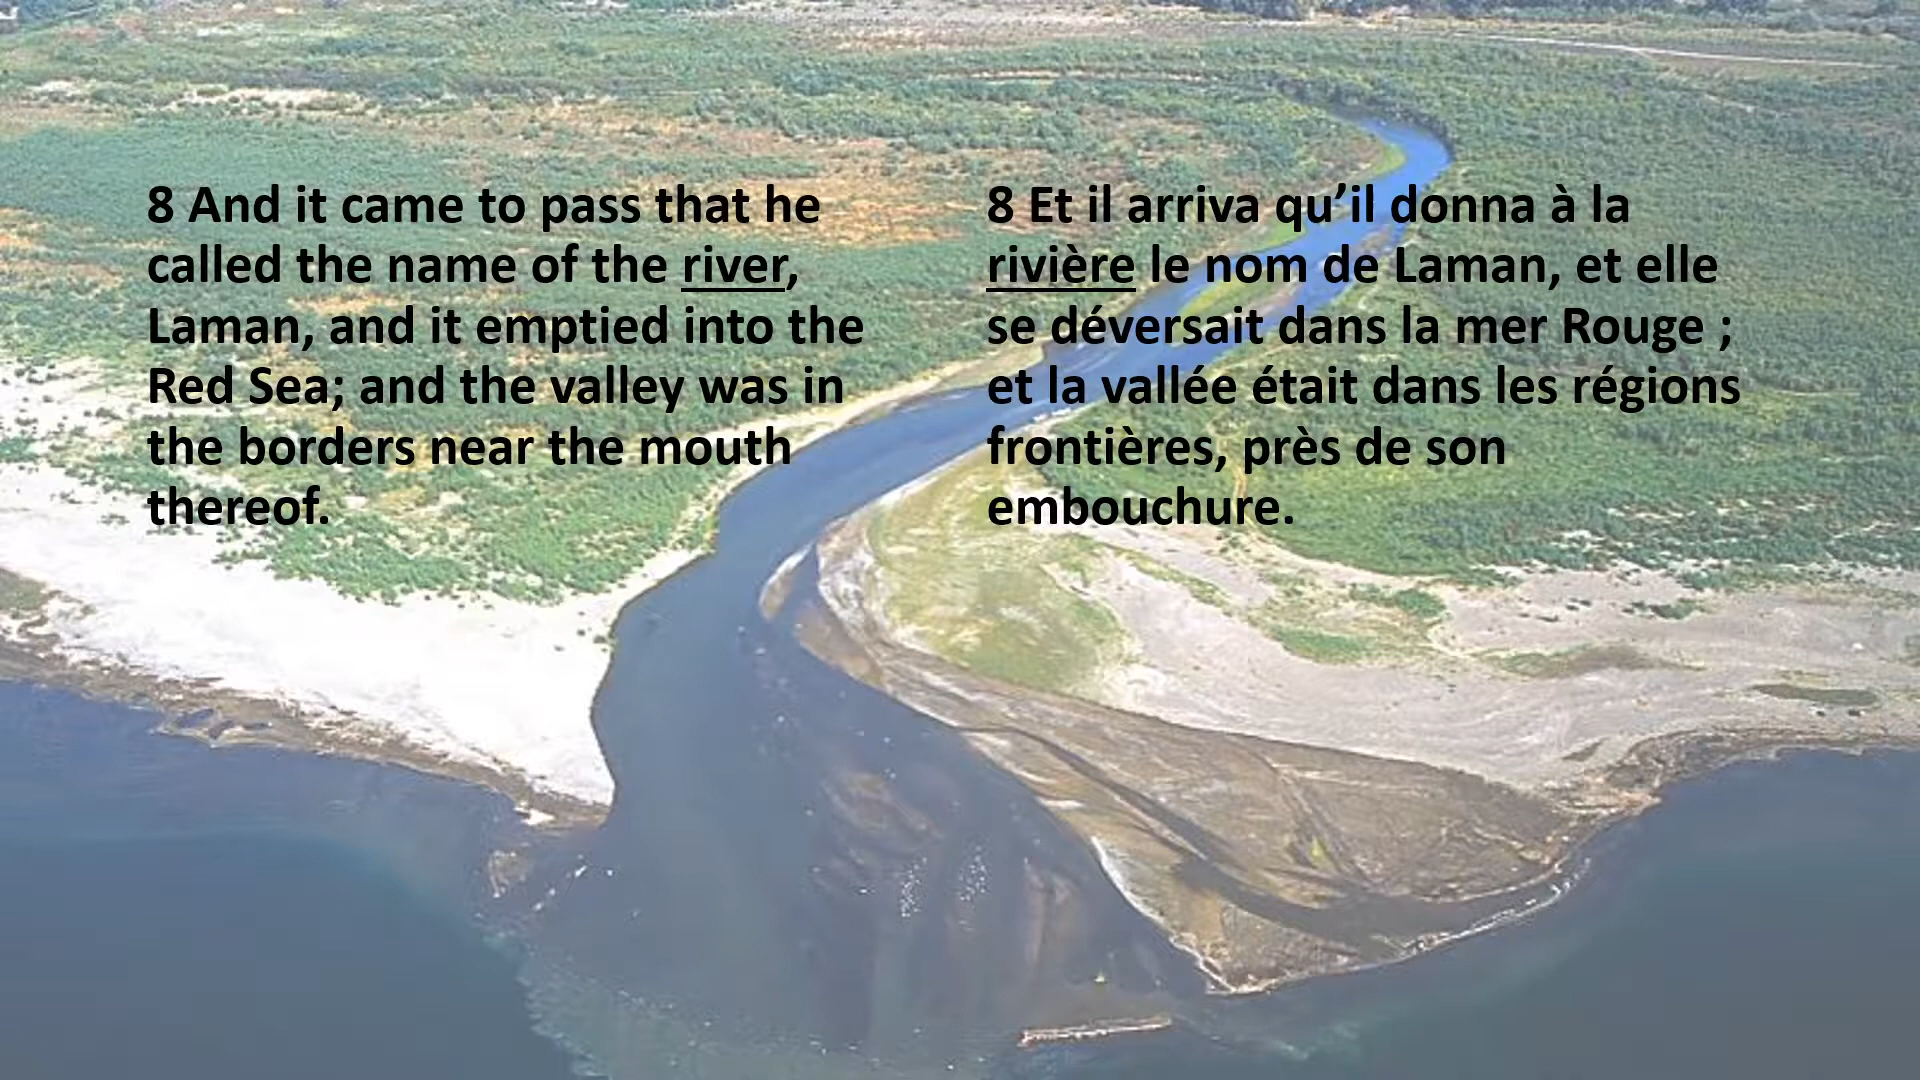 8 And it came to pass that he
called the name of the river,
Laman, and it emptied into the
Red Sea; and the valley was in
the borders near the mouth
thereof.
8 Et il arriva qu’il donna à la
rivière le nom de Laman, et elle
se déversait dans la mer Rouge ;
et la vallée était dans les régions
frontières, près de son
embouchure.